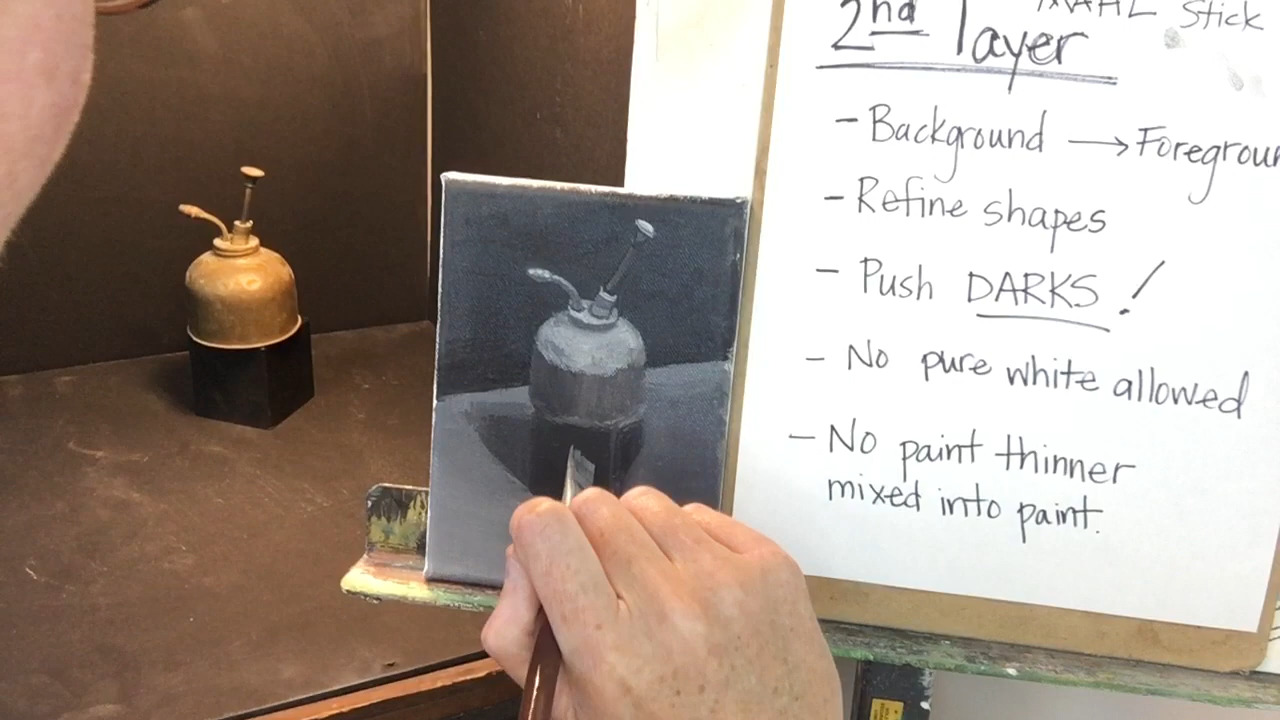 MAHL Stick
2nd layer
- Background → Foregroun
- Refine shapes
- Push DARKS !
- No pure white allowed
- No paint thinner
mixed into paint.